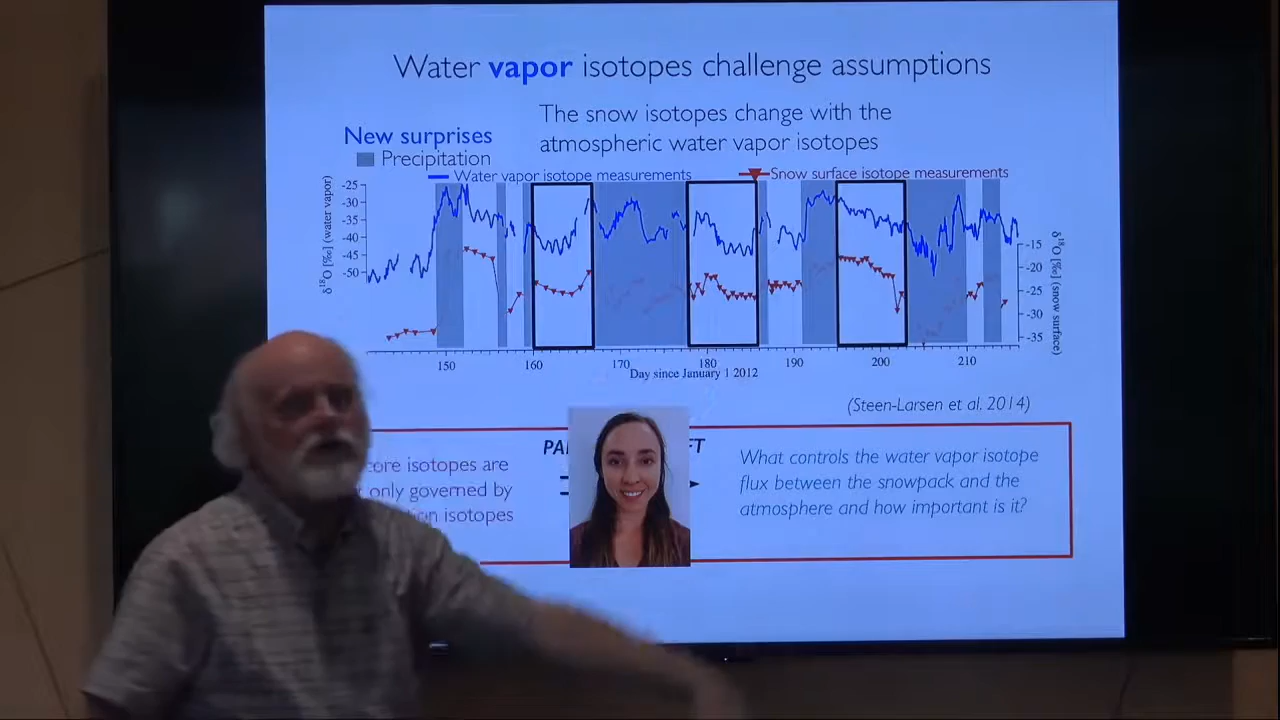 Water vapor isotopes challenge assumptions
The snow isotopes change with the
atmospheric water vapor isotopes
New surprises
Precipitation
Water vapor isotope measurements
Snow surface isotope measurements
δ¹⁸O [‰] (water vapor)
-25
-30
-35
-40
-45
-50
-15
-20
-25
-30
-35
δ¹⁸O [‰] (snow surface)
150 160 170 180 190 200 210
Day since January 1 2012
(Steen-Larsen et al. 2014)
core isotopes are
only governed by
isotopes
What controls the water vapor isotope
flux between the snowpack and the
atmosphere and how important is it?